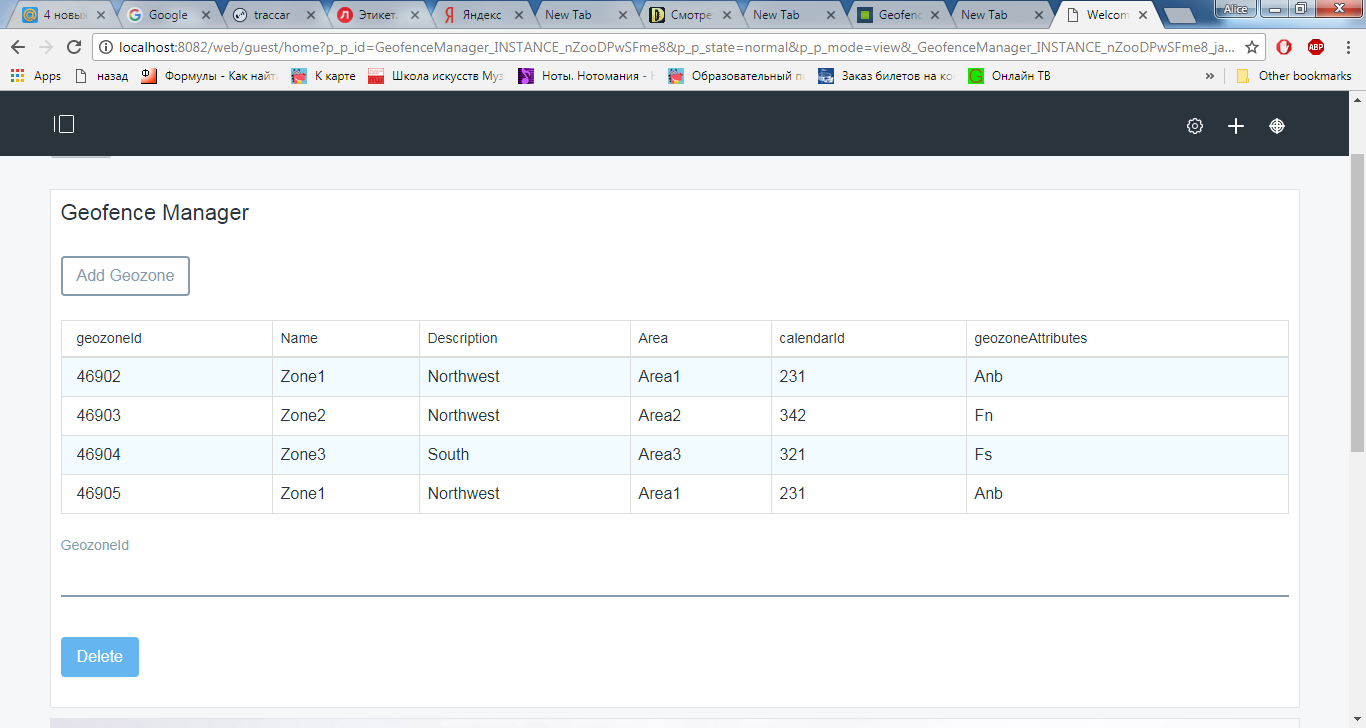 4 новых
Google
traccar
Этикет
Яндекс
New Tab
Смотре
New Tab
Geofenc
New Tab
Welcom
Alice
localhost:8082/web/guest/home?p_p_id=GeofenceManager_INSTANCE_nZooDPwSFme8&p_p_state=normal&p_p_mode=view&_GeofenceManager_INSTANCE_nZooDPwSFme8_ja...
ABP
Apps
назад
Формулы - Как найт
К карте
Школа искусств Муз
Ноты. Нотомания - Н
Образовательный по
Заказ билетов на ко
Онлайн ТВ
»
Other bookmarks
Geofence Manager
Add Geozone
geozoneId Name Description Area calendarId geozoneAttributes
46902 Zone1 Northwest Area1 231 Anb
46903 Zone2 Northwest Area2 342 Fn
46904 Zone3 South Area3 321 Fs
46905 Zone1 Northwest Area1 231 Anb
GeozoneId
Delete